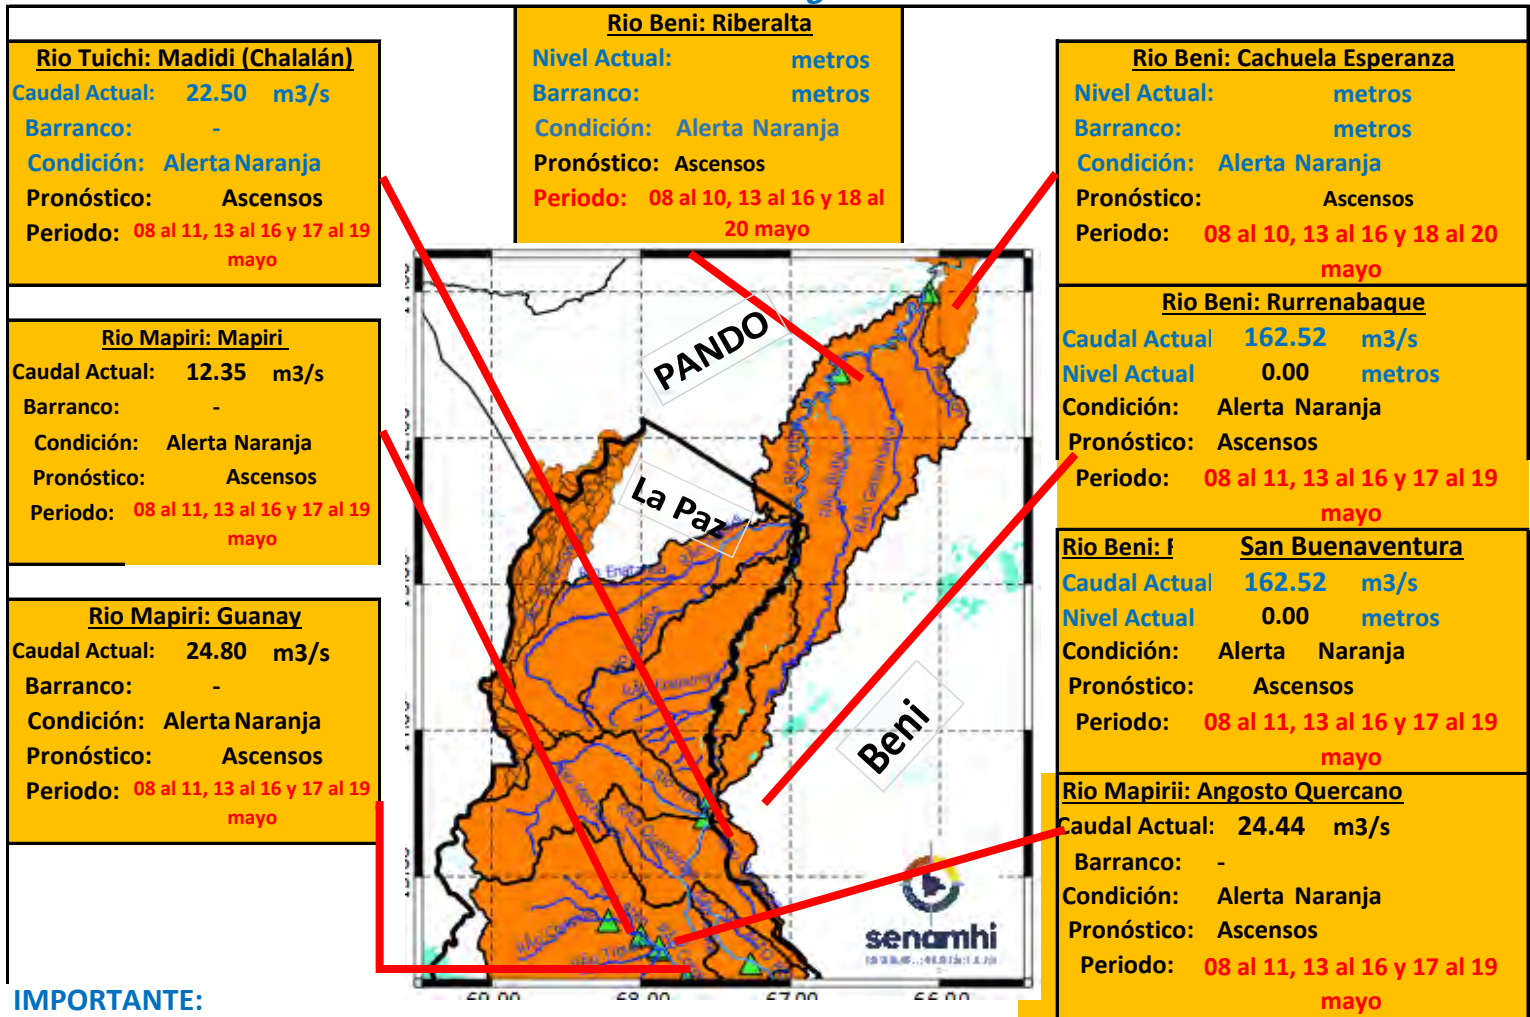 Rio Tuichi: Madidi (Chalalán)
Caudal Actual: 22.50 m3/s
Barranco: -
Condición: Alerta Naranja
Pronóstico: Ascensos
Periodo: 08 al 11, 13 al 16 y 17 al 19
mayo
Rio Mapiri: Mapiri
Caudal Actual: 12.35 m3/s
Barranco: -
Condición: Alerta Naranja
Pronóstico: Ascensos
Periodo: 08 al 11, 13 al 16 y 17 al 19
mayo
Rio Mapiri: Guanay
Caudal Actual: 24.80 m3/s
Barranco: -
Condición: Alerta Naranja
Pronóstico: Ascensos
Periodo: 08 al 11, 13 al 16 y 17 al 19
mayo
Rio Beni: Riberalta
Nivel Actual: metros
Barranco: metros
Condición: Alerta Naranja
Pronóstico: Ascensos
Periodo: 08 al 10, 13 al 16 y 18 al
20 mayo
PANDO
La Paz
Beni
senamhi
69.00 68.00 67.00 66.00
Rio Beni: Cachuela Esperanza
Nivel Actual: metros
Barranco: metros
Condición: Alerta Naranja
Pronóstico: Ascensos
Periodo: 08 al 10, 13 al 16 y 18 al 20
mayo
Rio Beni: Rurrenabaque
Caudal Actual 162.52 m3/s
Nivel Actual 0.00 metros
Condición: Alerta Naranja
Pronóstico: Ascensos
Periodo: 08 al 11, 13 al 16 y 17 al 19
mayo
Rio Beni: San Buenaventura
Caudal Actual 162.52 m3/s
Nivel Actual 0.00 metros
Condición: Alerta Naranja
Pronóstico: Ascensos
Periodo: 08 al 11, 13 al 16 y 17 al 19
mayo
Rio Mapirii: Angosto Quercano
Caudal Actual: 24.44 m3/s
Barranco: -
Condición: Alerta Naranja
Pronóstico: Ascensos
Periodo: 08 al 11, 13 al 16 y 17 al 19
mayo
IMPORTANTE: